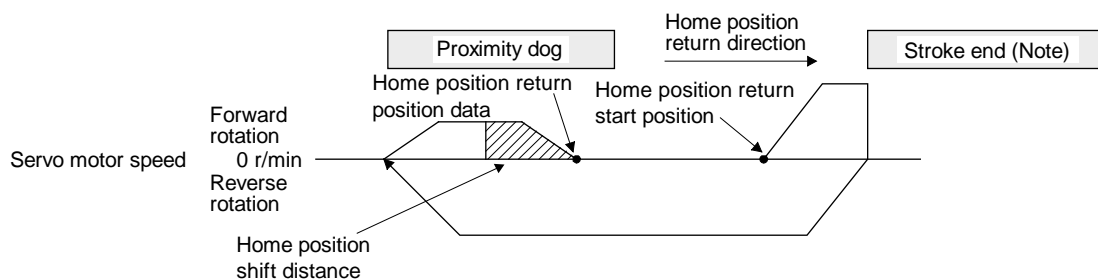 Proximity dog
Home position
return direction
Stroke end (Note)
Home position return
position data
Home position return
start position
Forward
rotation
Servo motor speed
0 r/min
Reverse
rotation
Home position
shift distance